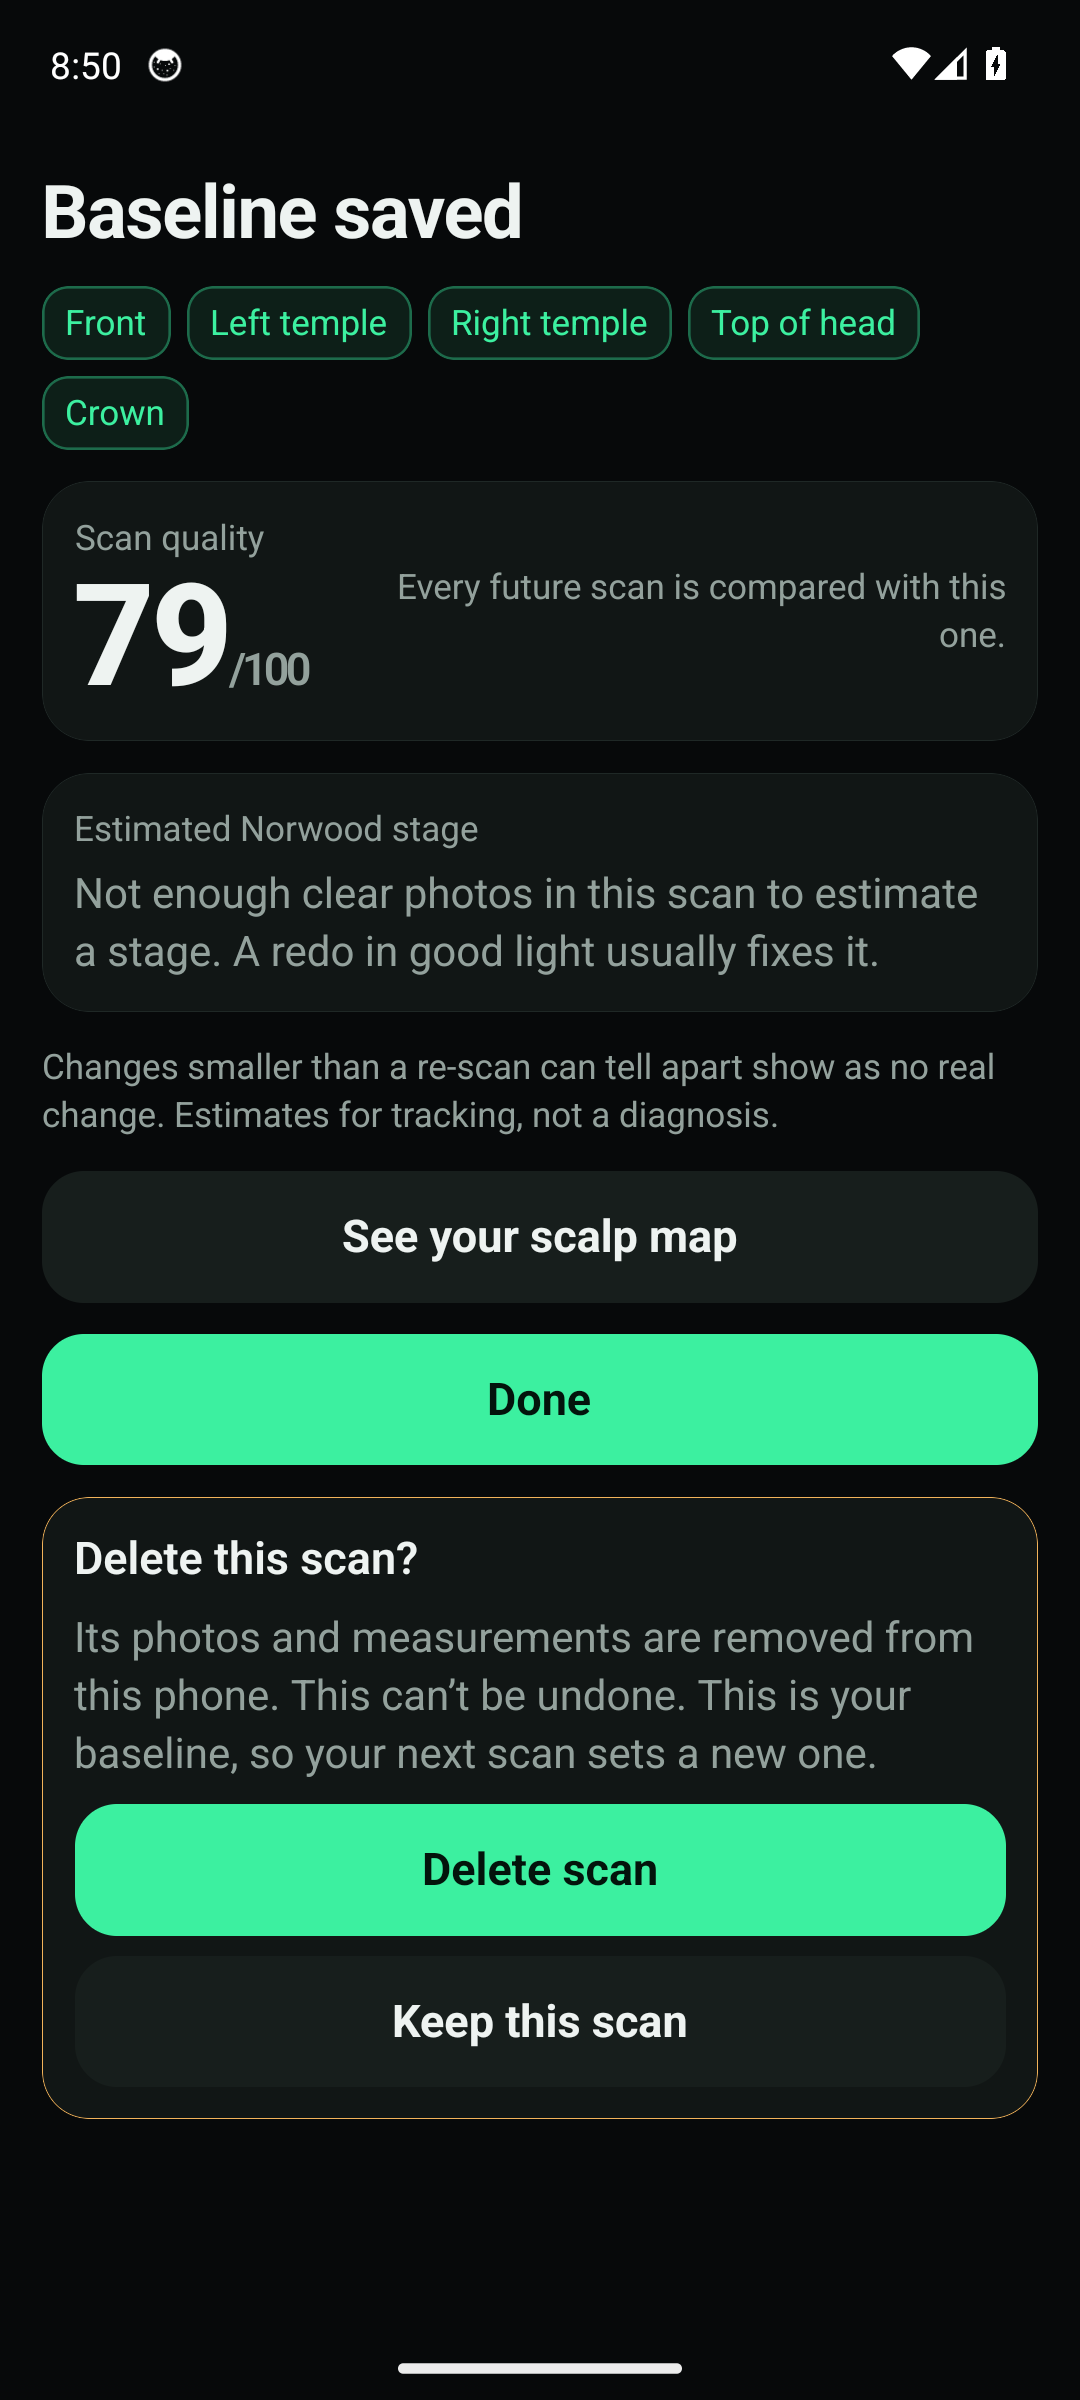 8:50
Baseline saved
Front
Left temple
Right temple
Top of head
Crown
Scan quality
79/100
Every future scan is compared with this
one.
Estimated Norwood stage
Not enough clear photos in this scan to estimate
a stage. A redo in good light usually fixes it.
Changes smaller than a re-scan can tell apart show as no real
change. Estimates for tracking, not a diagnosis.
See your scalp map
Done
Delete this scan?
Its photos and measurements are removed from
this phone. This can’t be undone. This is your
baseline, so your next scan sets a new one.
Delete scan
Keep this scan